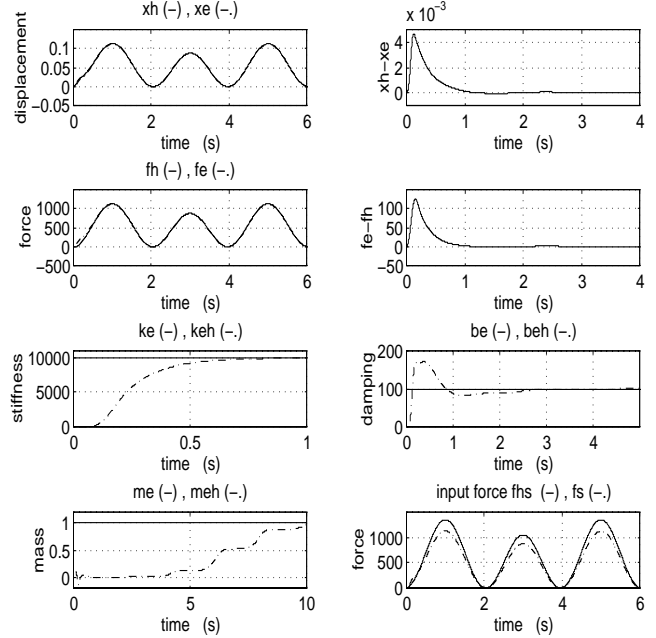 xh (-) , xe (-.)
displacement
0.1
0.05
0
-0.05
0 2 4 6
time (s)
x 10⁻³
xh-xe
4
2
0
0 1 2 3 4
time (s)
fh (-) , fe (-.)
force
1000
500
0
-500
0 2 4 6
time (s)
fe-fh
100
50
0
-50
0 1 2 3 4
time (s)
ke (-) , keh (-.)
stiffness
10000
5000
0
0 0.5 1
time (s)
be (-) , beh (-.)
damping
200
100
0
0 1 2 3 4
time (s)
me (-) , meh (-.)
mass
1
0.5
0
0 5 10
time (s)
input force fhs (-) , fs (-.)
force
1000
500
0
0 2 4 6
time (s)